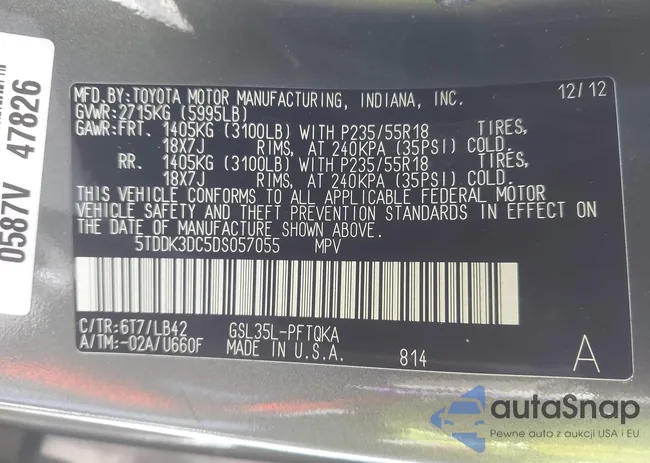 MFD.BY:TOYOTA MOTOR MANUFACTURING, INDIANA, INC. 12/12
GVWR:2715KG (5995LB)
GAWR:FRT. 1405KG (3100LB) WITH P235/55R18 TIRES,
18X7J RIMS, AT 240KPA (35PSI) COLD.
RR. 1405KG (3100LB) WITH P235/55R18 TIRES,
18X7J RIMS, AT 240KPA (35PSI) COLD.
THIS VEHICLE CONFORMS TO ALL APPLICABLE FEDERAL MOTOR
VEHICLE SAFETY AND THEFT PREVENTION STANDARDS IN EFFECT ON
THE DATE OF MANUFACTURE SHOWN ABOVE.
5TDDK3DC5DS057055 MPV
C/TR:6T7/LB42 GSL35L-PFTQKA
A/TM:-02A/U660F MADE IN U.S.A. 814 A
0587V 47826
autaSnap
Pewne auto z aukcji USA i EU